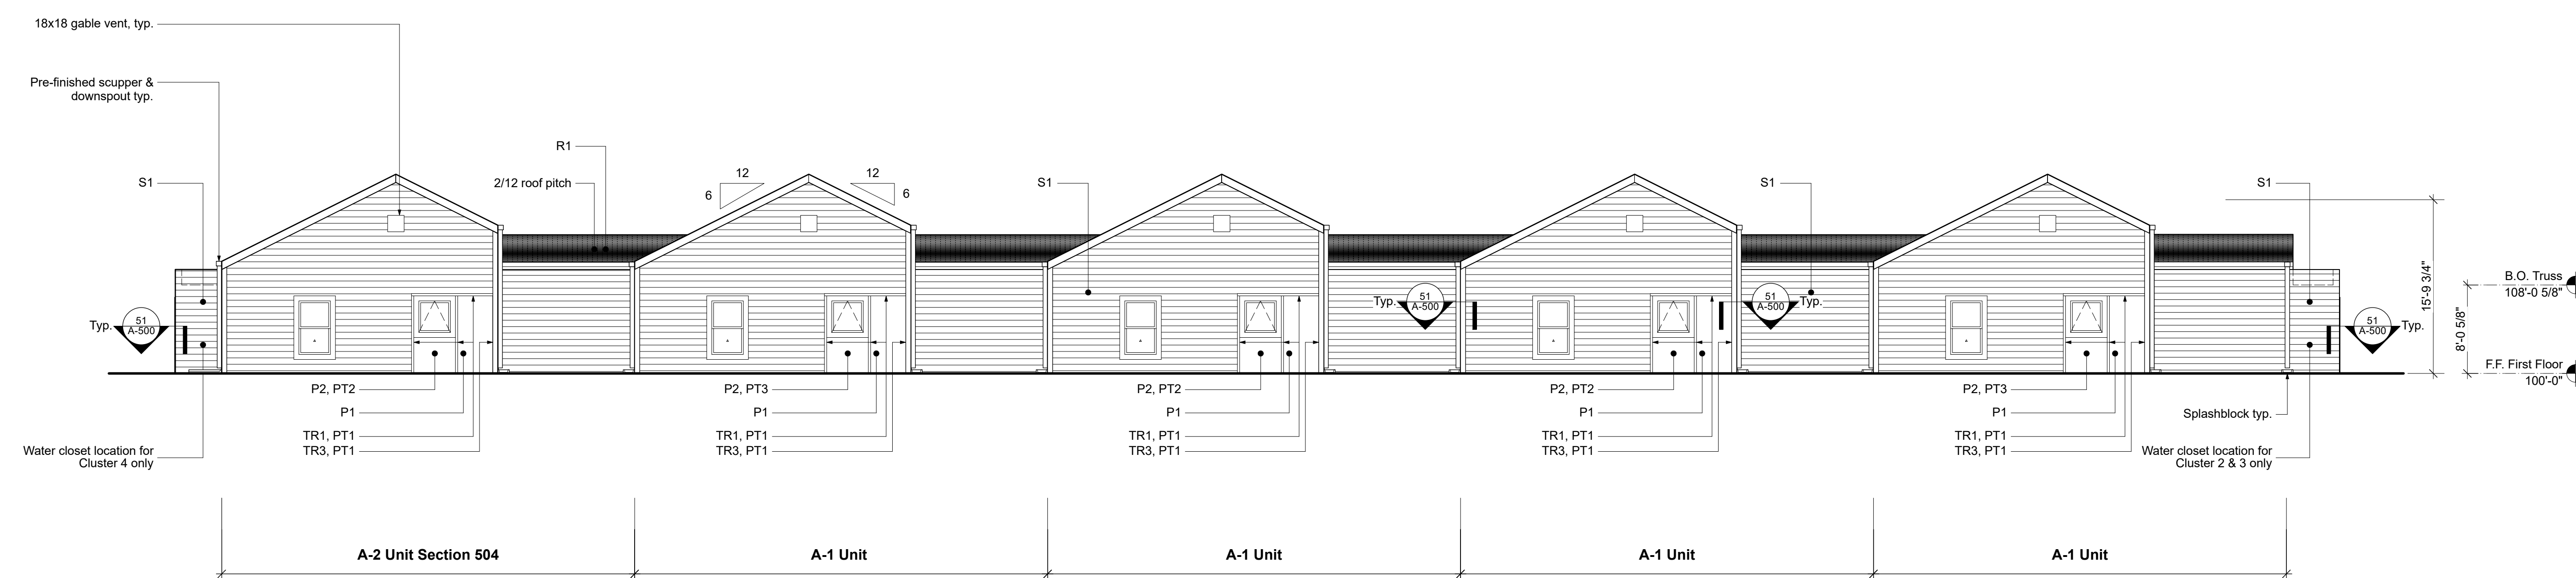 18x18 gable vent, typ.
Pre-finished scupper &
downspout typ.
R1
S1
2/12 roof pitch
12
6
12
6
S1
S1
S1
15'-9 3/4"
8'-0 5/8"
B.O. Truss
108'-0 5/8"
F.F. First Floor
100'-0"
Typ.
51
A-500
Typ.
51
A-500
51
A-500
Typ.
51
A-500
Typ.
P2, PT2
P1
TR1, PT1
TR3, PT1
P2, PT3
P1
TR1, PT1
TR3, PT1
P2, PT2
P1
TR1, PT1
TR3, PT1
P2, PT2
P1
TR1, PT1
TR3, PT1
P2, PT3
P1
TR1, PT1
TR3, PT1
Splashblock typ.
Water closet location for
Cluster 4 only
Water closet location for
Cluster 2 & 3 only
A-2 Unit Section 504
A-1 Unit
A-1 Unit
A-1 Unit
A-1 Unit